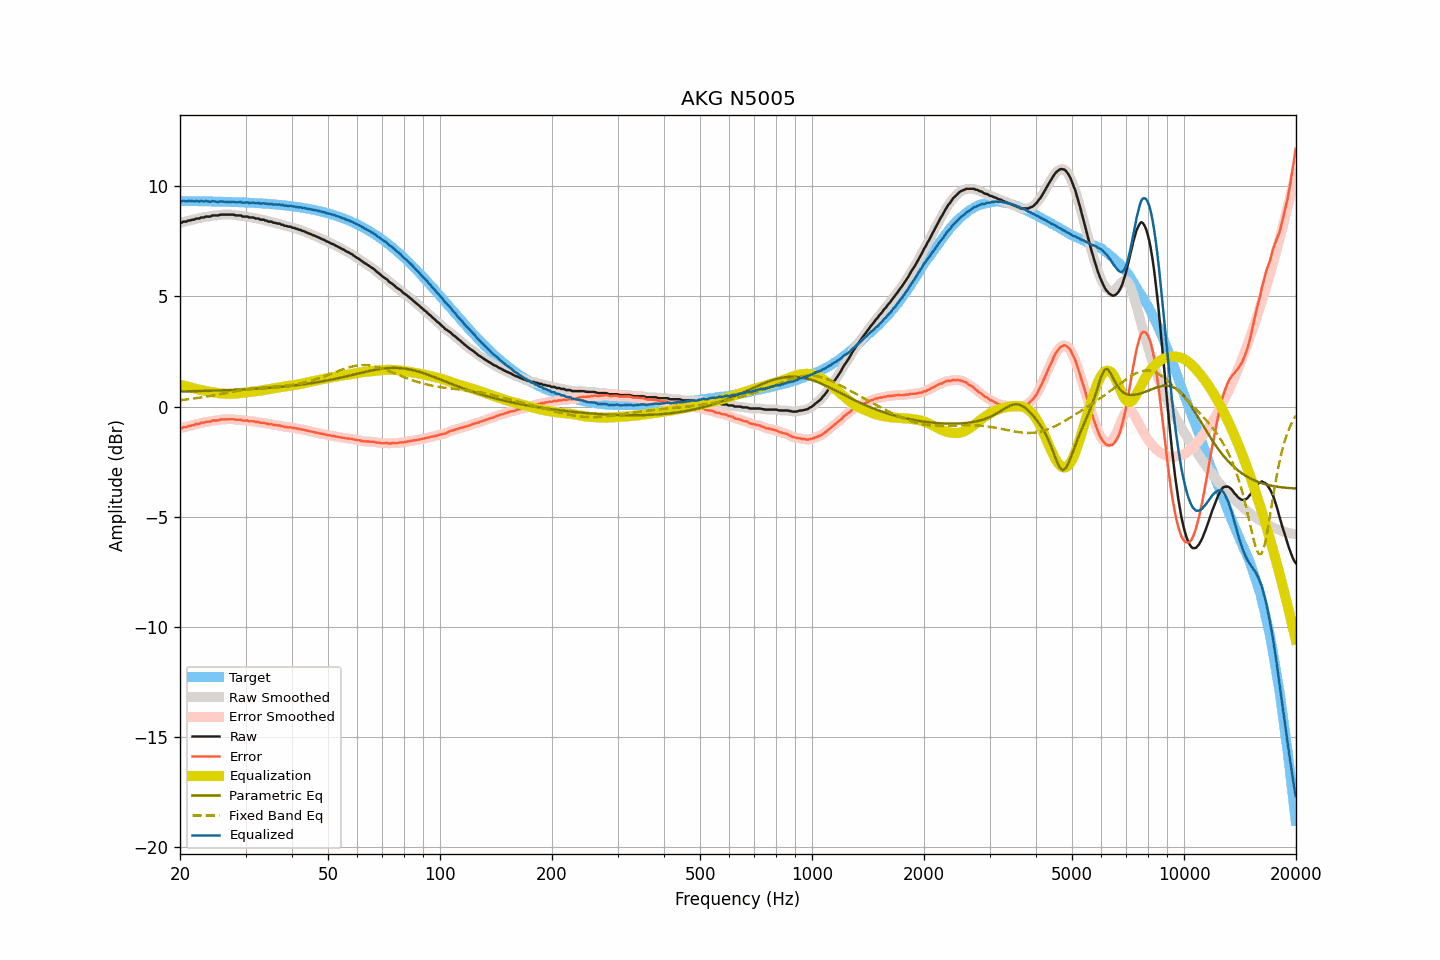 AKG N5005
Amplitude (dBr)
10
5
0
−5
−10
−15
−20
Target
Raw Smoothed
Error Smoothed
Raw
Error
Equalization
Parametric Eq
Fixed Band Eq
Equalized
20 50 100 200 500 1000 2000 5000 10000 20000
Frequency (Hz)